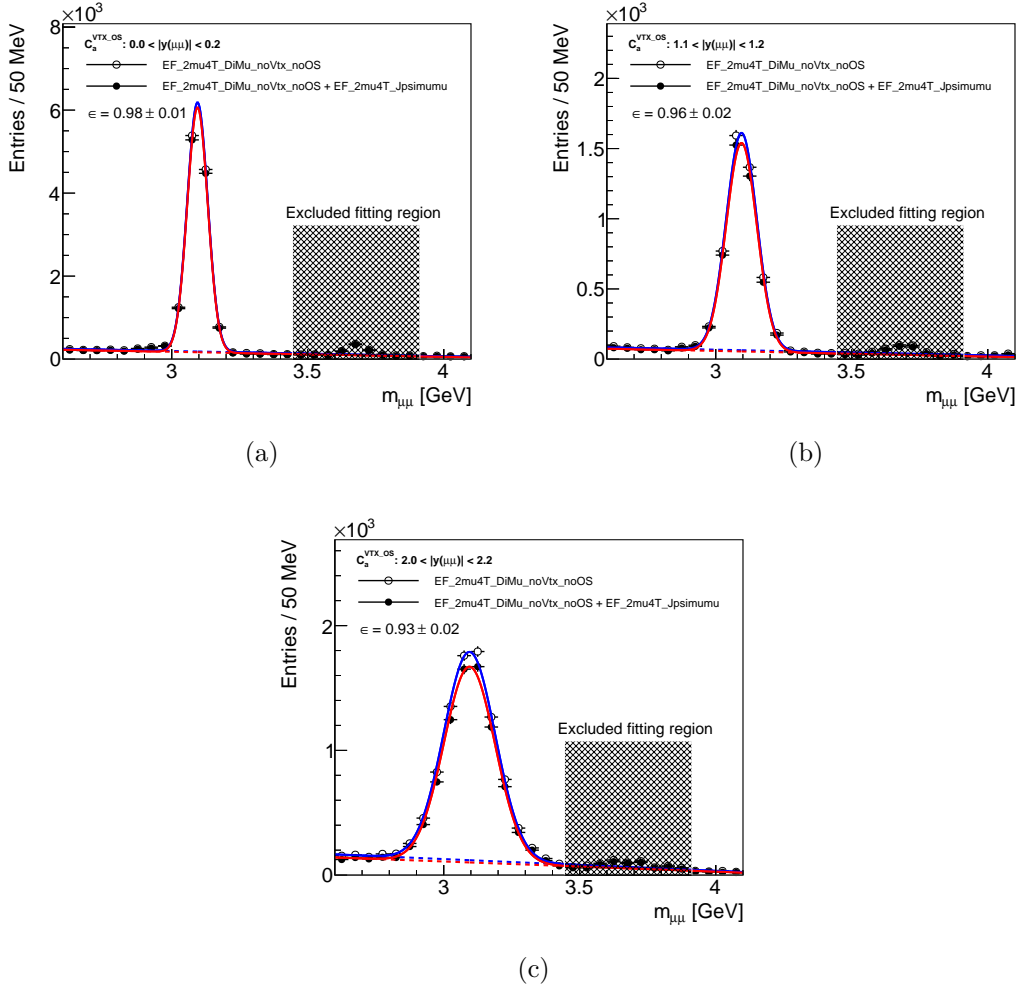 ×10³
8
6
4
2
0
Entries / 50 MeV
C_a^VTX_OS: 0.0 < |y(μμ)| < 0.2
EF_2mu4T_DiMu_noVtx_noOS
EF_2mu4T_DiMu_noVtx_noOS + EF_2mu4T_Jpsimumu
ϵ = 0.98 ± 0.01
Excluded fitting region
3 3.5 4
m_μμ [GeV]
(a)
×10³
2
1.5
1
0.5
0
Entries / 50 MeV
C_a^VTX_OS: 1.1 < |y(μμ)| < 1.2
EF_2mu4T_DiMu_noVtx_noOS
EF_2mu4T_DiMu_noVtx_noOS + EF_2mu4T_Jpsimumu
ϵ = 0.96 ± 0.02
Excluded fitting region
3 3.5 4
m_μμ [GeV]
(b)
×10³
2
1
0
Entries / 50 MeV
C_a^VTX_OS: 2.0 < |y(μμ)| < 2.2
EF_2mu4T_DiMu_noVtx_noOS
EF_2mu4T_DiMu_noVtx_noOS + EF_2mu4T_Jpsimumu
ϵ = 0.93 ± 0.02
Excluded fitting region
3 3.5 4
m_μμ [GeV]
(c)